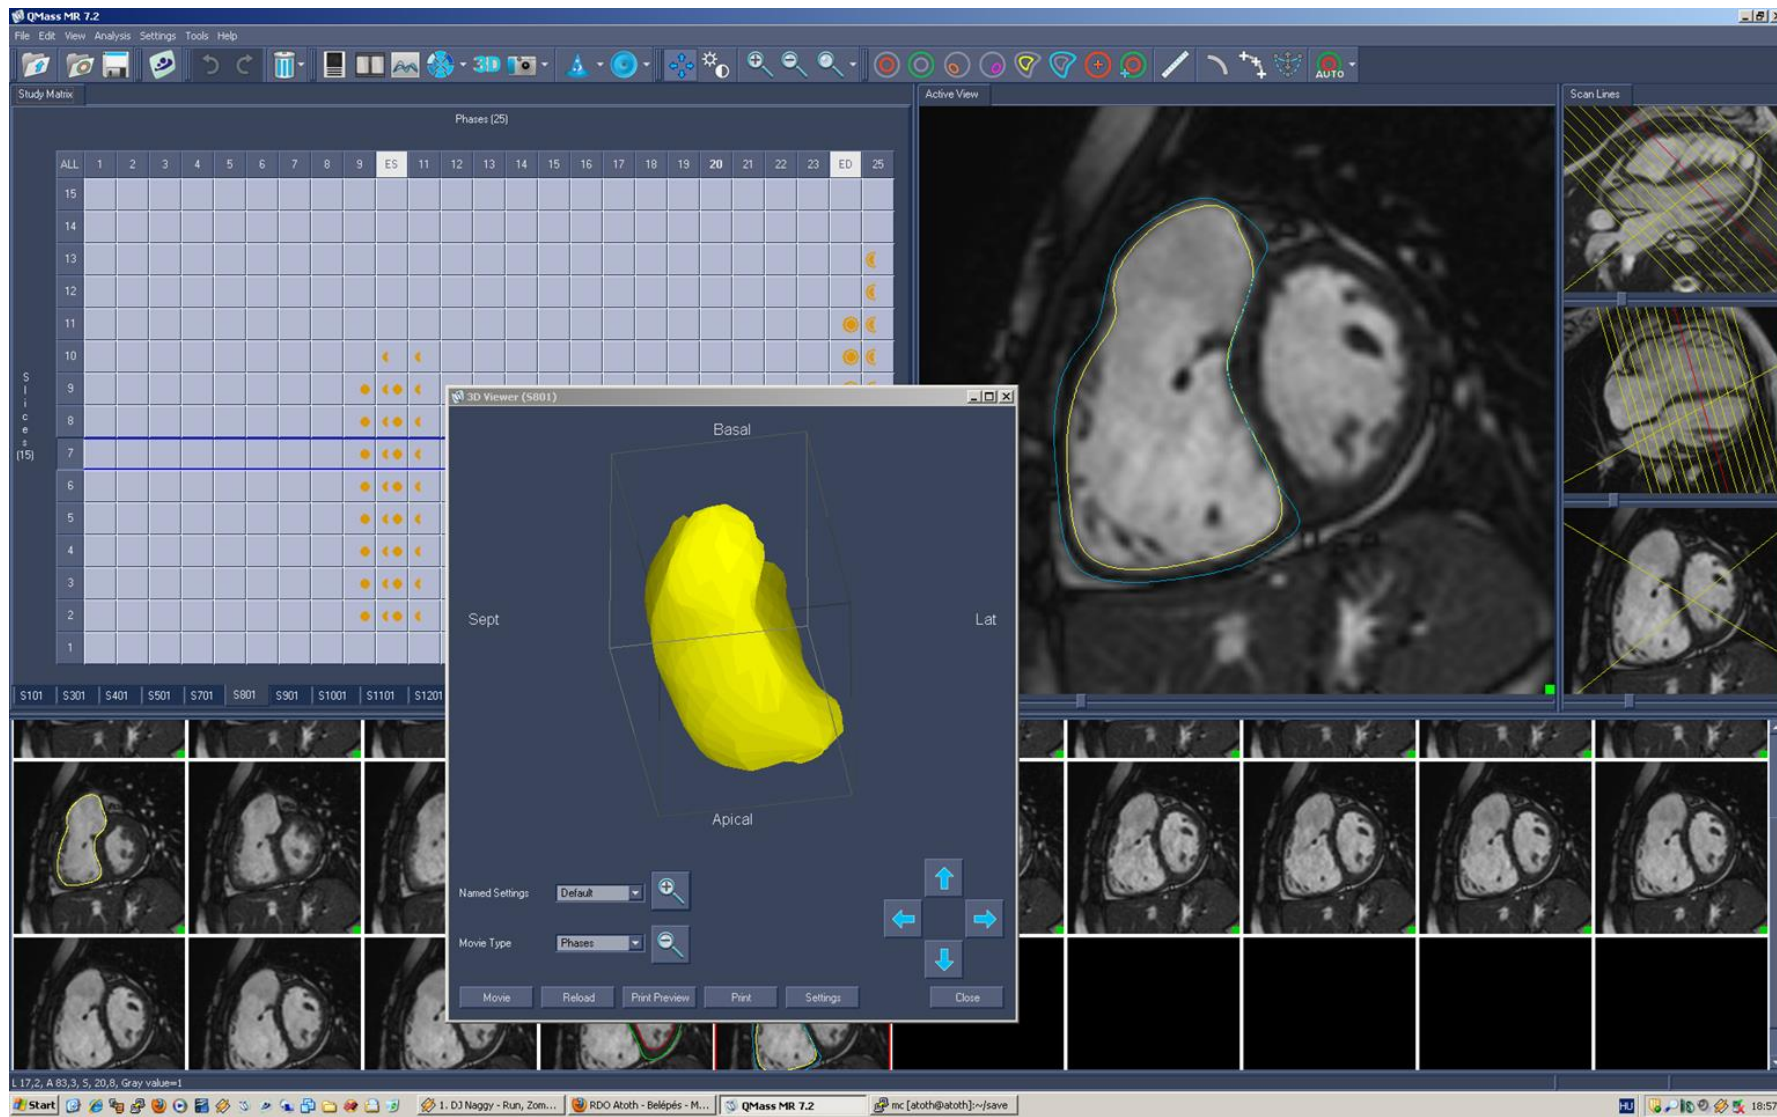 QMass MR 7.2
File Edit View Analysis Settings Tools Help
3D
AUTO
Study Matrix
Active View
Scan Lines
Phases (25)
ALL 1 2 3 4 5 6 7 8 9 ES 11 12 13 14 15 16 17 18 19 20 21 22 23 ED 25
15
14
13
12
11
10
9
8
7
6
5
4
3
2
1
Slices
(15)
3D Viewer (S801)
Basal
Sept
Lat
Apical
Named Settings Default
Movie Type Phases
Movie Reload Print Preview Print Settings Close
S101 S301 S401 S501 S701 S801 S901 S1001 S1101 S1201
L 17,2, A 83,3, S, 20,8, Gray value=1
Start 1. DJ Naggy - Run, Zom... RDO Atoth - Belépés - M... QMass MR 7.2 mc [atoth@atoth]:~/save HU 18:57